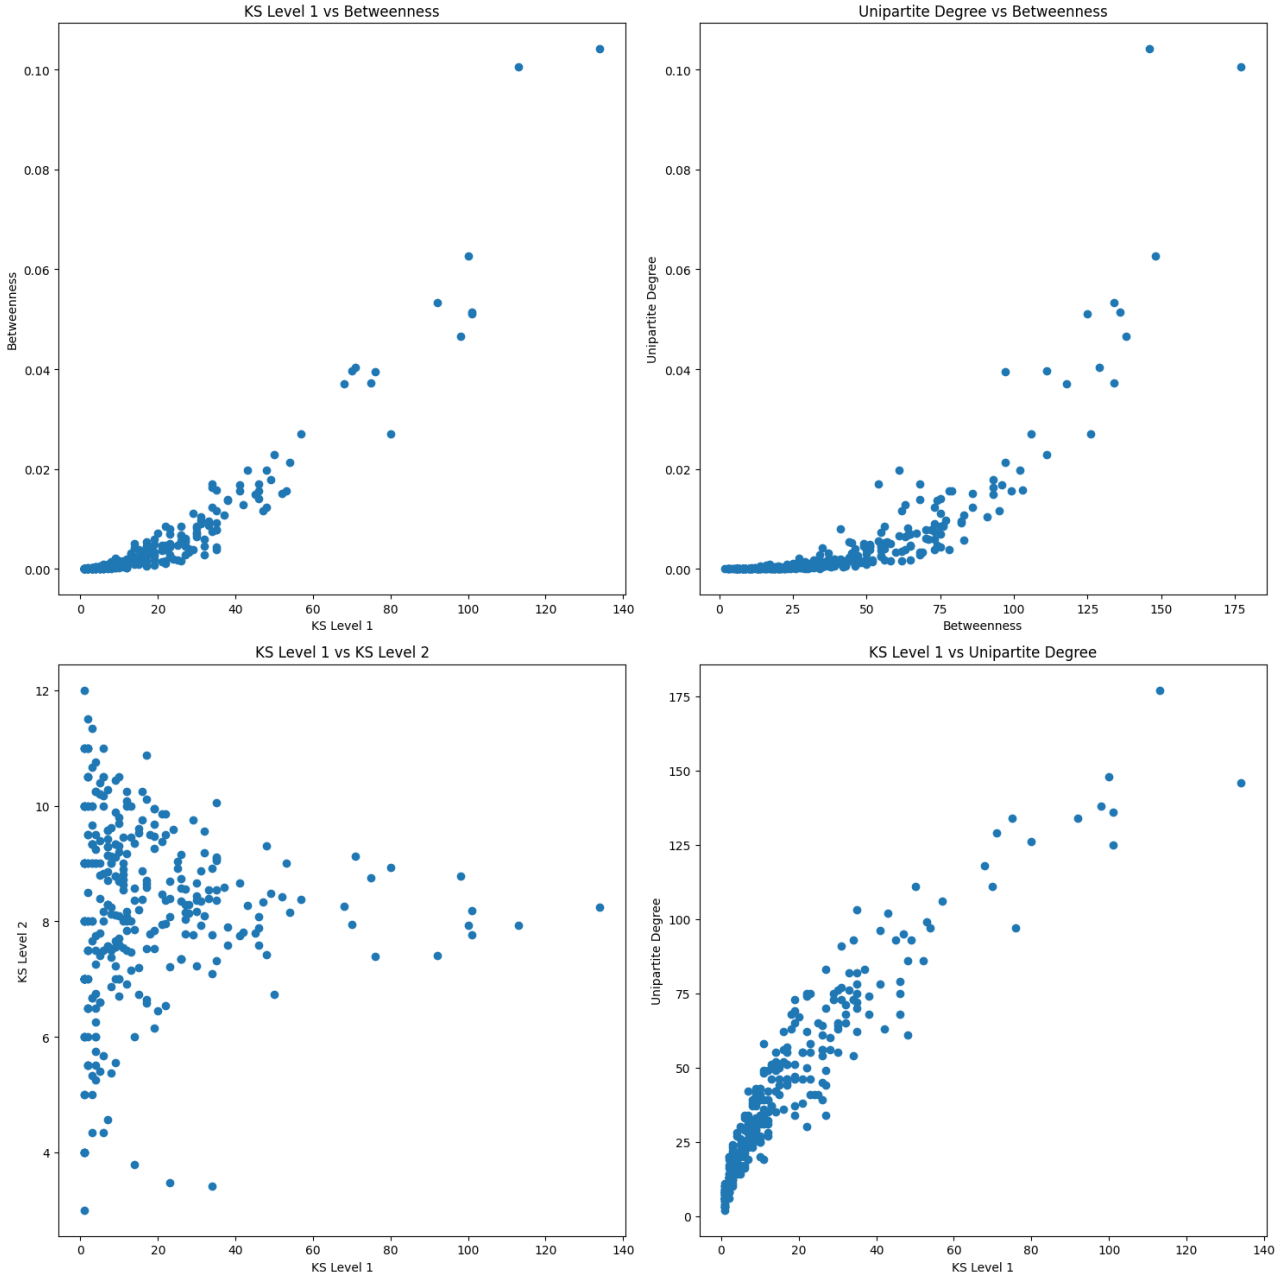 KS Level 1 vs Betweenness
0.10
0.08
0.06
0.04
0.02
0.00
Betweenness
0 20 40 60 80 100 120 140
KS Level 1
Unipartite Degree vs Betweenness
0.10
0.08
0.06
0.04
0.02
0.00
Unipartite Degree
0 25 50 75 100 125 150 175
Betweenness
KS Level 1 vs KS Level 2
12
10
8
6
4
KS Level 2
0 20 40 60 80 100 120 140
KS Level 1
KS Level 1 vs Unipartite Degree
175
150
125
100
75
50
25
0
Unipartite Degree
0 20 40 60 80 100 120 140
KS Level 1